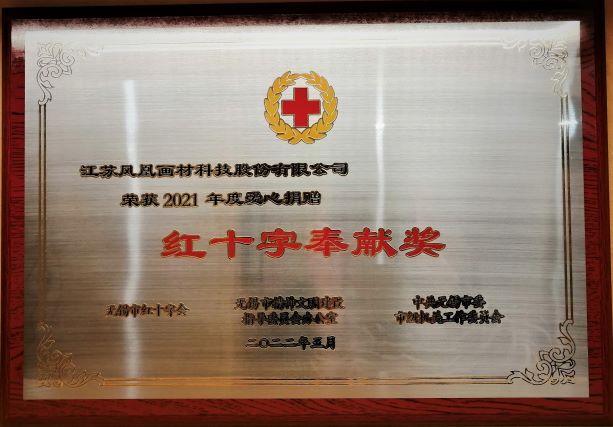 江苏凤凰画材科技股份有限公司
荣获2021年度爱心捐赠
红十字奉献奖
无锡市红十字会
无锡市精神文明建设
指导委员会办公室
中共无锡市委
市级机关工作委员会
二〇二二年五月